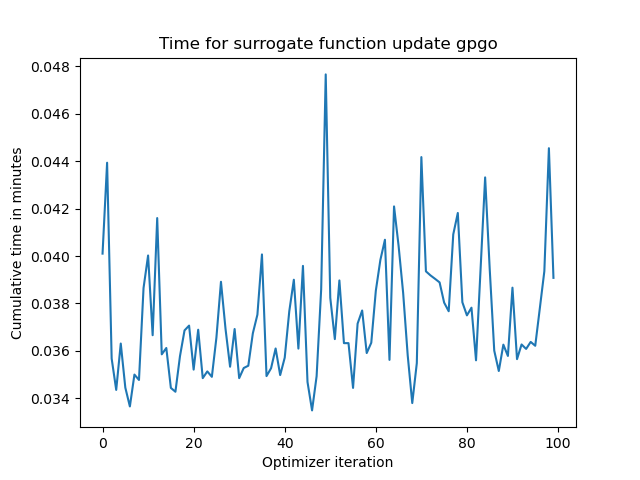 Time for surrogate function update gpgo
Cumulative time in minutes
0.048
0.046
0.044
0.042
0.040
0.038
0.036
0.034
0 20 40 60 80 100
Optimizer iteration